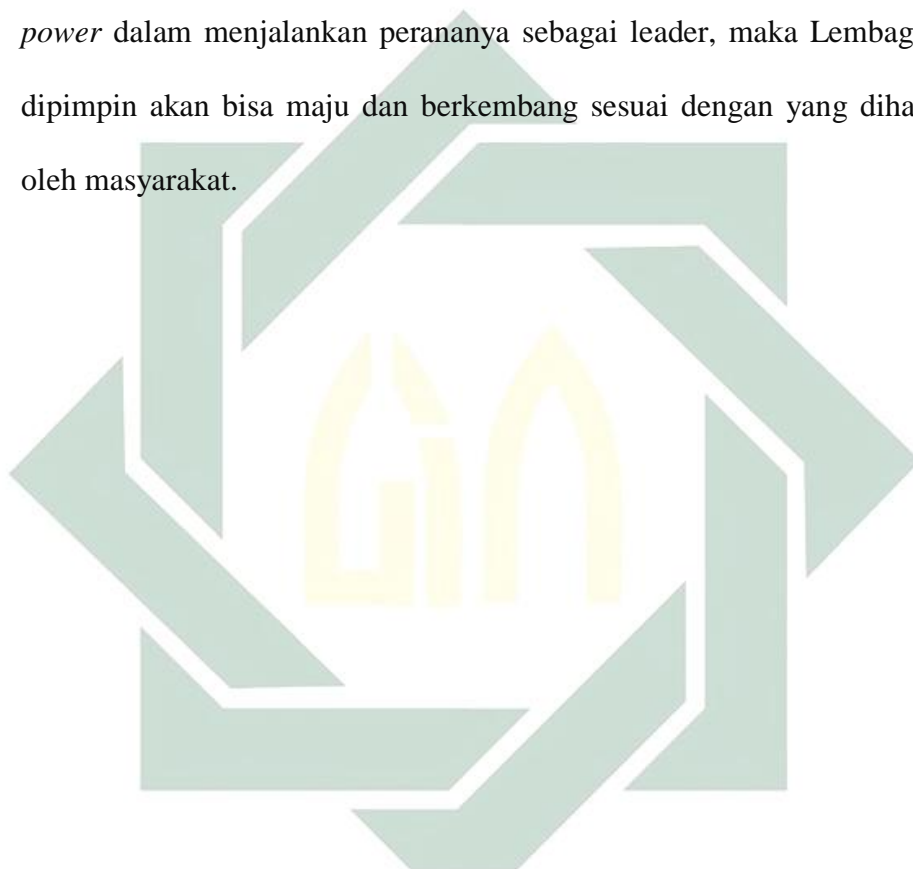 power dalam menjalankan perananya sebagai leader, maka Lembag
dipimpin akan bisa maju dan berkembang sesuai dengan yang diha
oleh masyarakat.